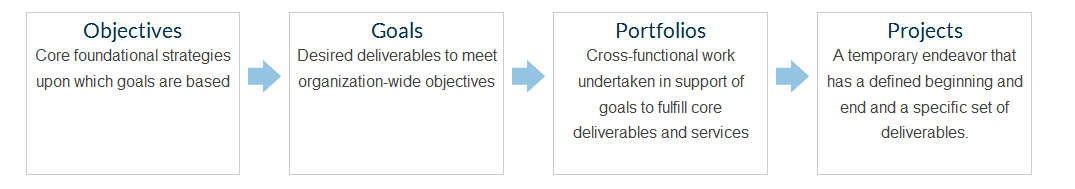 Objectives
Core foundational strategies
upon which goals are based
Goals
Desired deliverables to meet
organization-wide objectives
Portfolios
Cross-functional work
undertaken in support of
goals to fulfill core
deliverables and services
Projects
A temporary endeavor that
has a defined beginning and
end and a specific set of
deliverables.